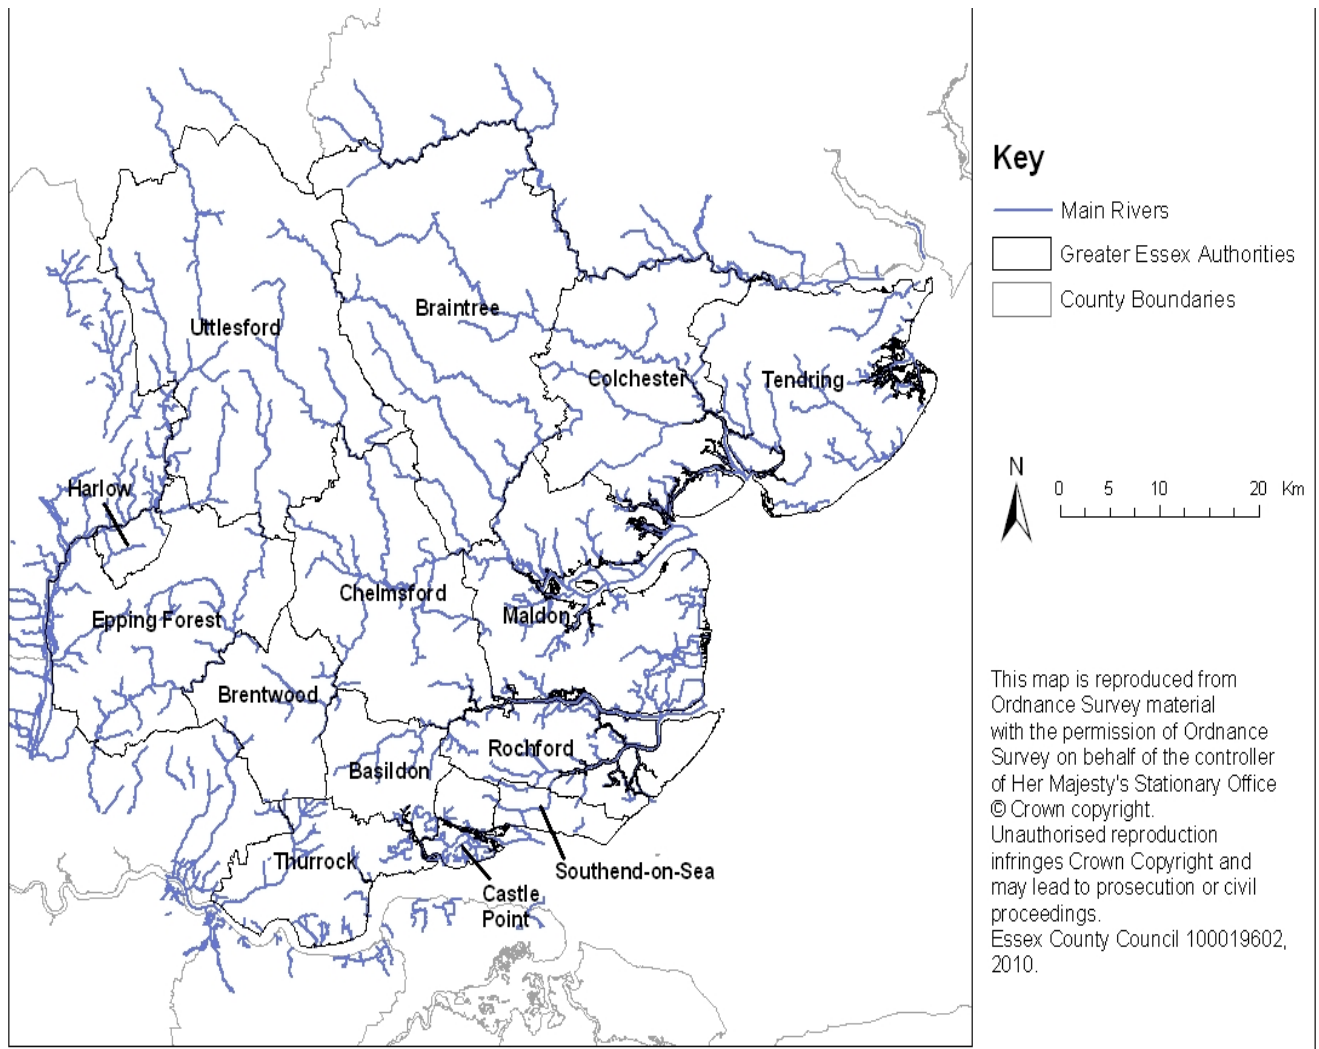 Key
Main Rivers
Greater Essex Authorities
County Boundaries
Uttlesford
Braintree
Colchester
Tendring
Harlow
N
0 5 10 20 Km
Chelmsford
Maldon
Epping Forest
Brentwood
Rochford
Basildon
Thurrock
Southend-on-Sea
Castle
Point
This map is reproduced from
Ordnance Survey material
with the permission of Ordnance
Survey on behalf of the controller
of Her Majesty's Stationary Office
© Crown copyright.
Unauthorised reproduction
infringes Crown Copyright and
may lead to prosecution or civil
proceedings.
Essex County Council 100019602,
2010.